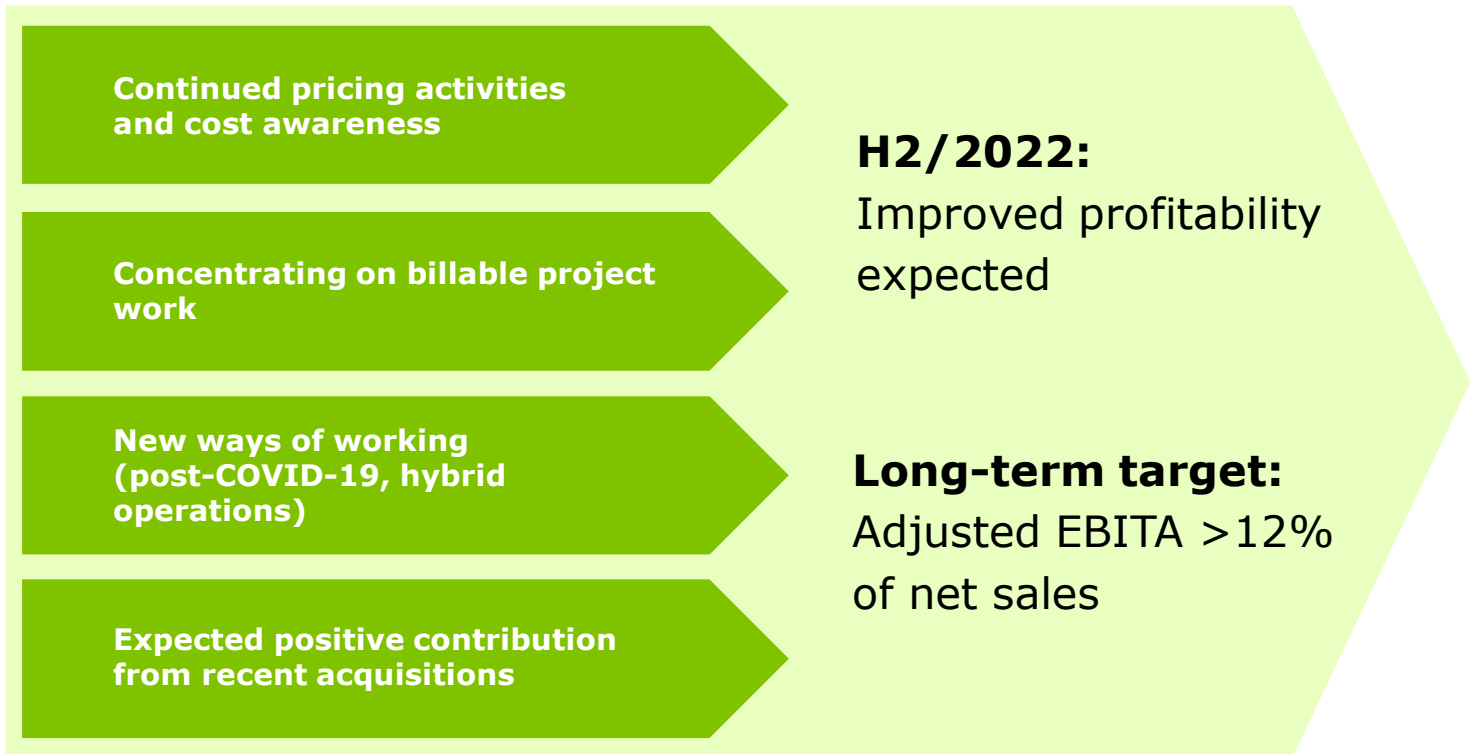 Continued pricing activities
and cost awareness
Concentrating on billable project
work
New ways of working
(post-COVID-19, hybrid
operations)
Expected positive contribution
from recent acquisitions
H2/2022:
Improved profitability
expected
Long-term target:
Adjusted EBITA >12%
of net sales